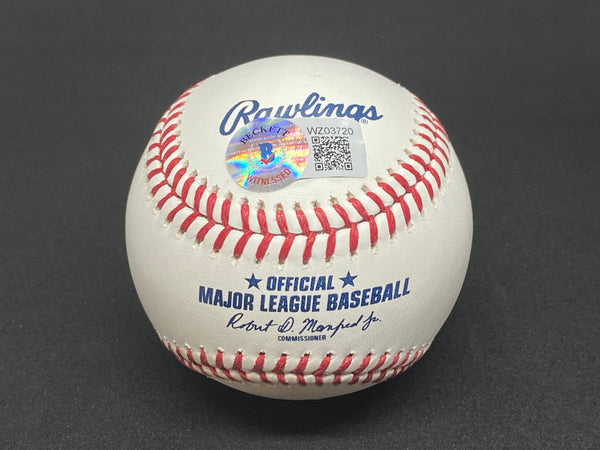 Rawlings®
BECKETT
B
WITNESSED
WZ03720
OFFICIAL
MAJOR LEAGUE BASEBALL
Robert D. Manfred Jr.
COMMISSIONER